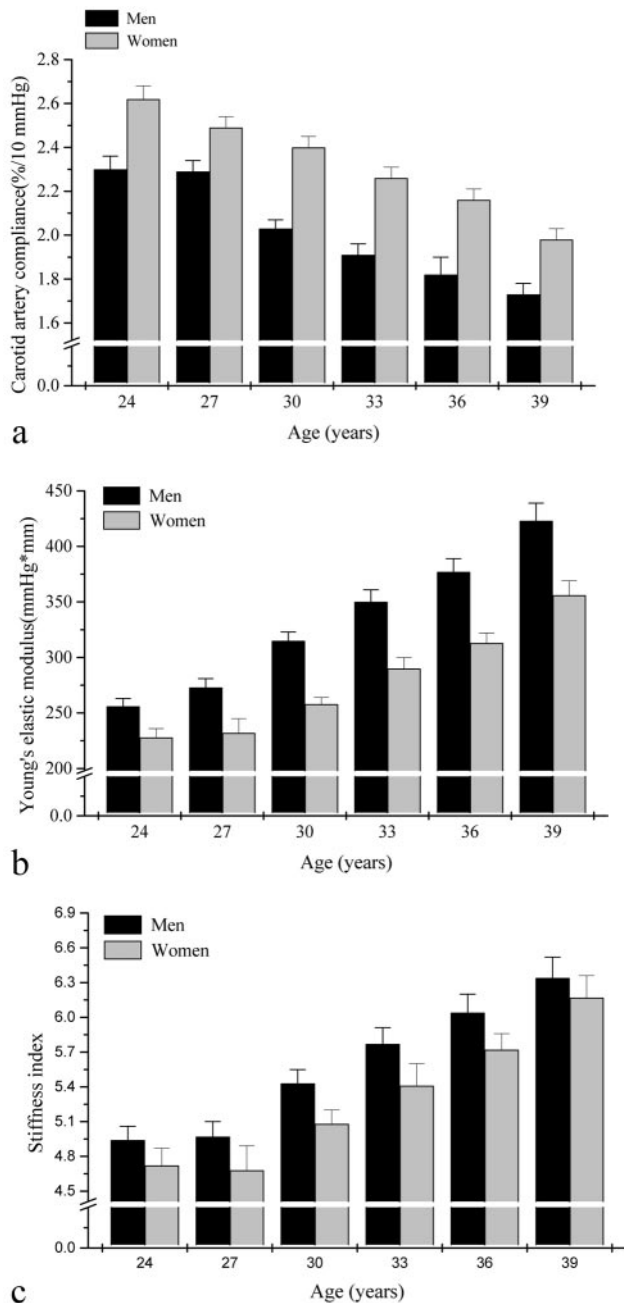 Men
Women
Carotid artery compliance(%/10 mmHg)
2.8
2.6
2.4
2.2
2.0
1.8
1.6
0.0
24 27 30 33 36 39
Age (years)
a
Men
Women
Young's elastic modulus(mmHg*mm)
450
400
350
300
250
200
0.0
24 27 30 33 36 39
Age (years)
b
Men
Women
Stiffness index
6.9
6.6
6.3
6.0
5.7
5.4
5.1
4.8
4.5
0.0
24 27 30 33 36 39
Age (years)
c